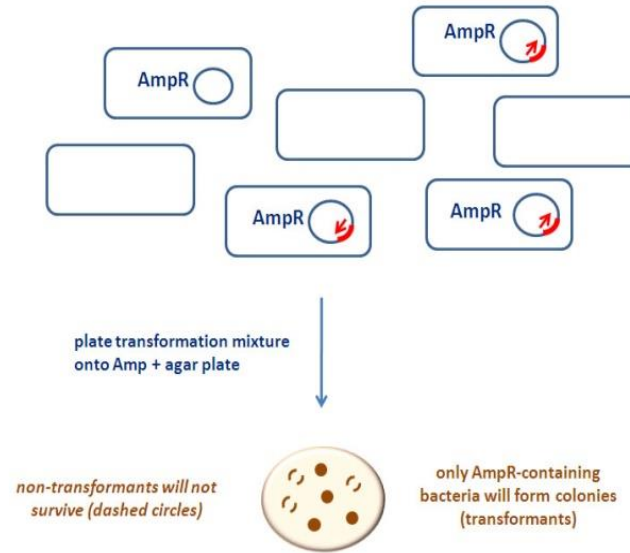 AmpR
AmpR
AmpR
AmpR
plate transformation mixture
onto Amp + agar plate
non-transformants will not
survive (dashed circles)
only AmpR-containing
bacteria will form colonies
(transformants)